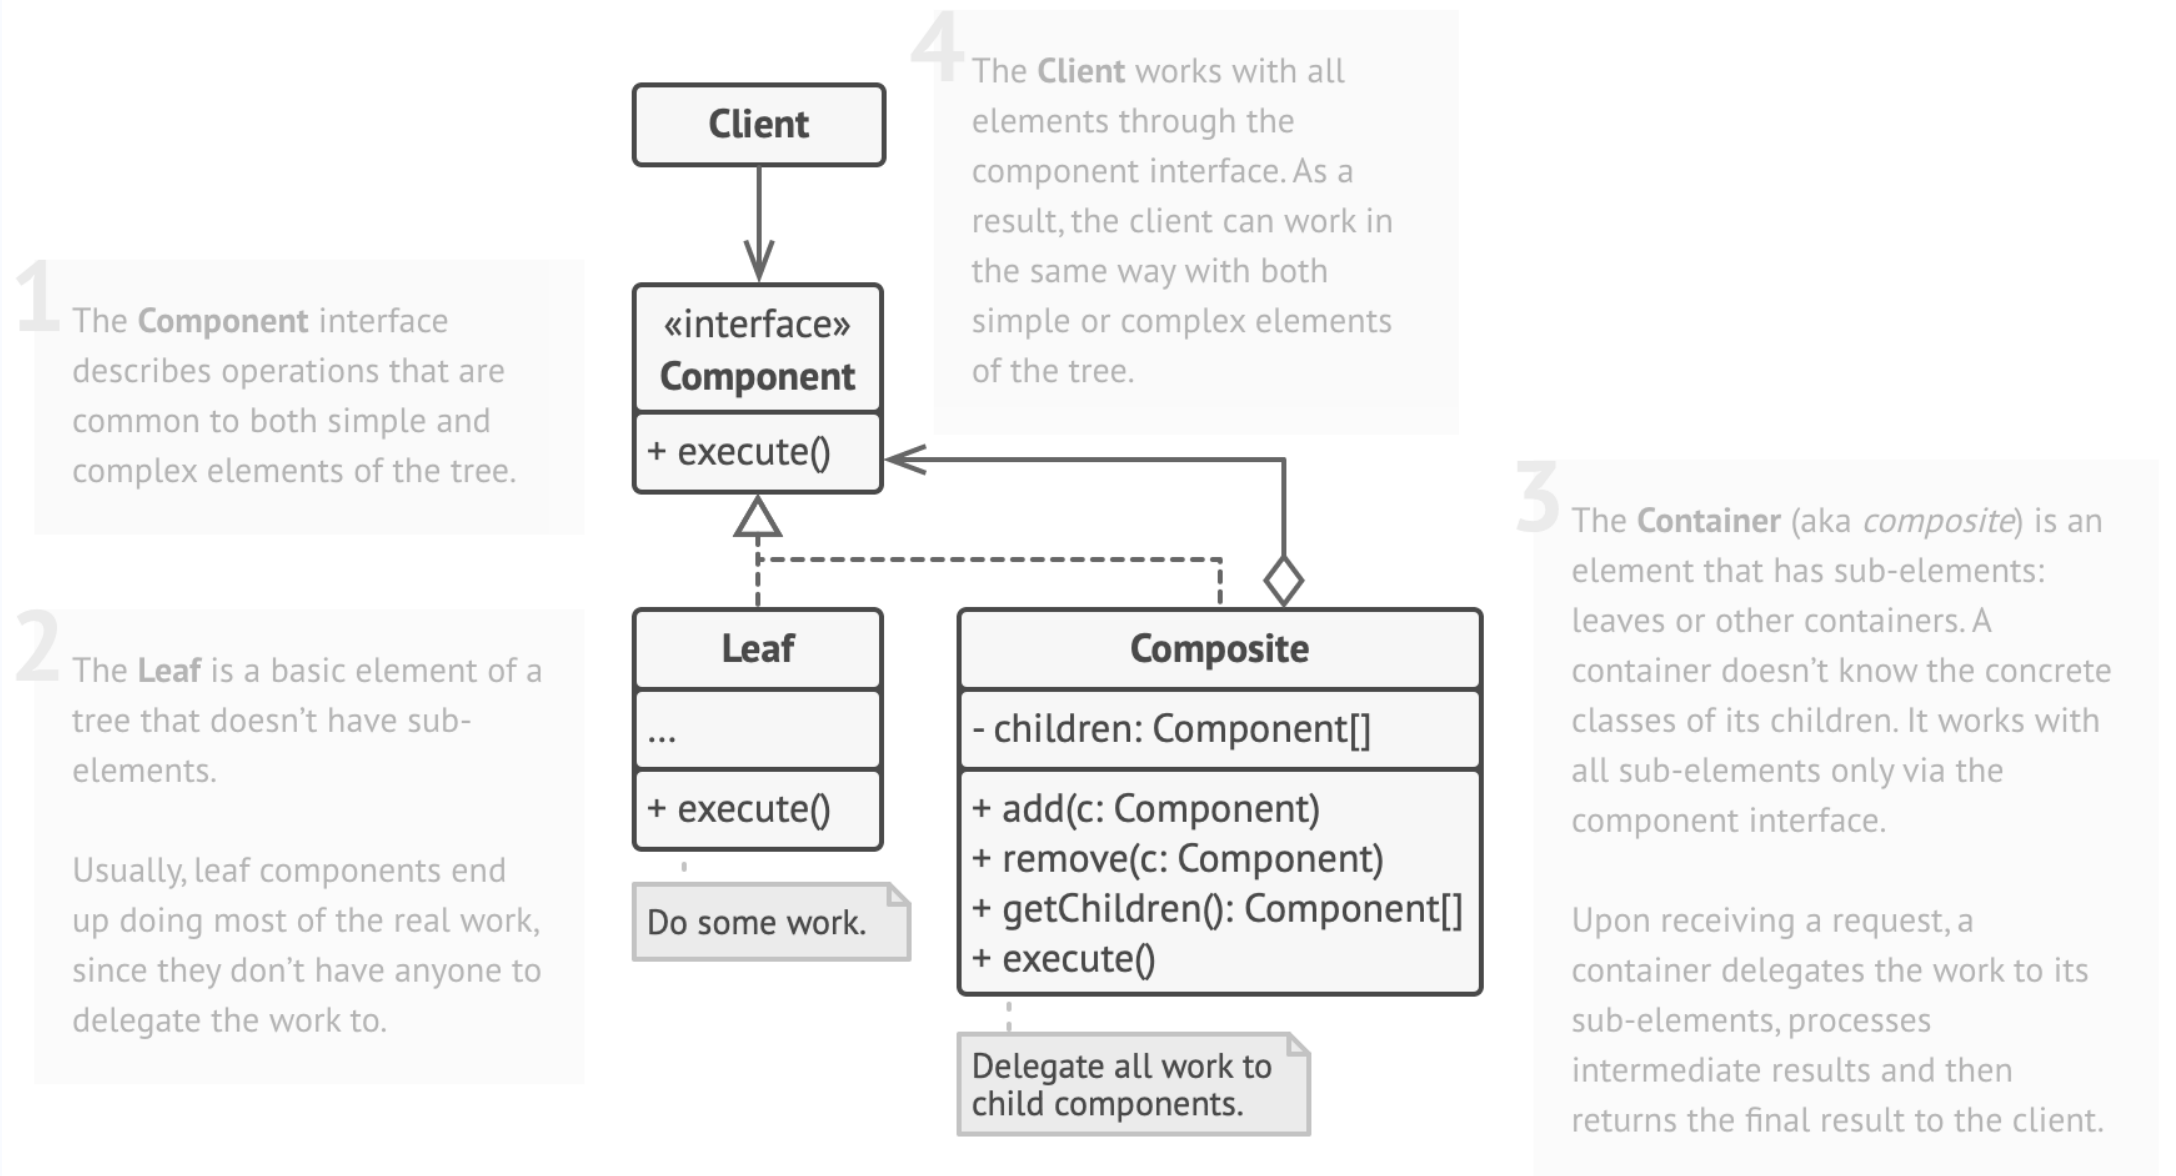 Client
4
The Client works with all
elements through the
component interface. As a
result, the client can work in
the same way with both
simple or complex elements
of the tree.
1
The Component interface
describes operations that are
common to both simple and
complex elements of the tree.
«interface»
Component
+ execute()
2
The Leaf is a basic element of a
tree that doesn't have sub-
elements.
Usually, leaf components end
up doing most of the real work,
since they don't have anyone to
delegate the work to.
Leaf
...
+ execute()
Do some work.
Composite
- children: Component[]
+ add(c: Component)
+ remove(c: Component)
+ getChildren(): Component[]
+ execute()
Delegate all work to
child components.
3
The Container (aka composite) is an
element that has sub-elements:
leaves or other containers. A
container doesn't know the concrete
classes of its children. It works with
all sub-elements only via the
component interface.
Upon receiving a request, a
container delegates the work to its
sub-elements, processes
intermediate results and then
returns the final result to the client.